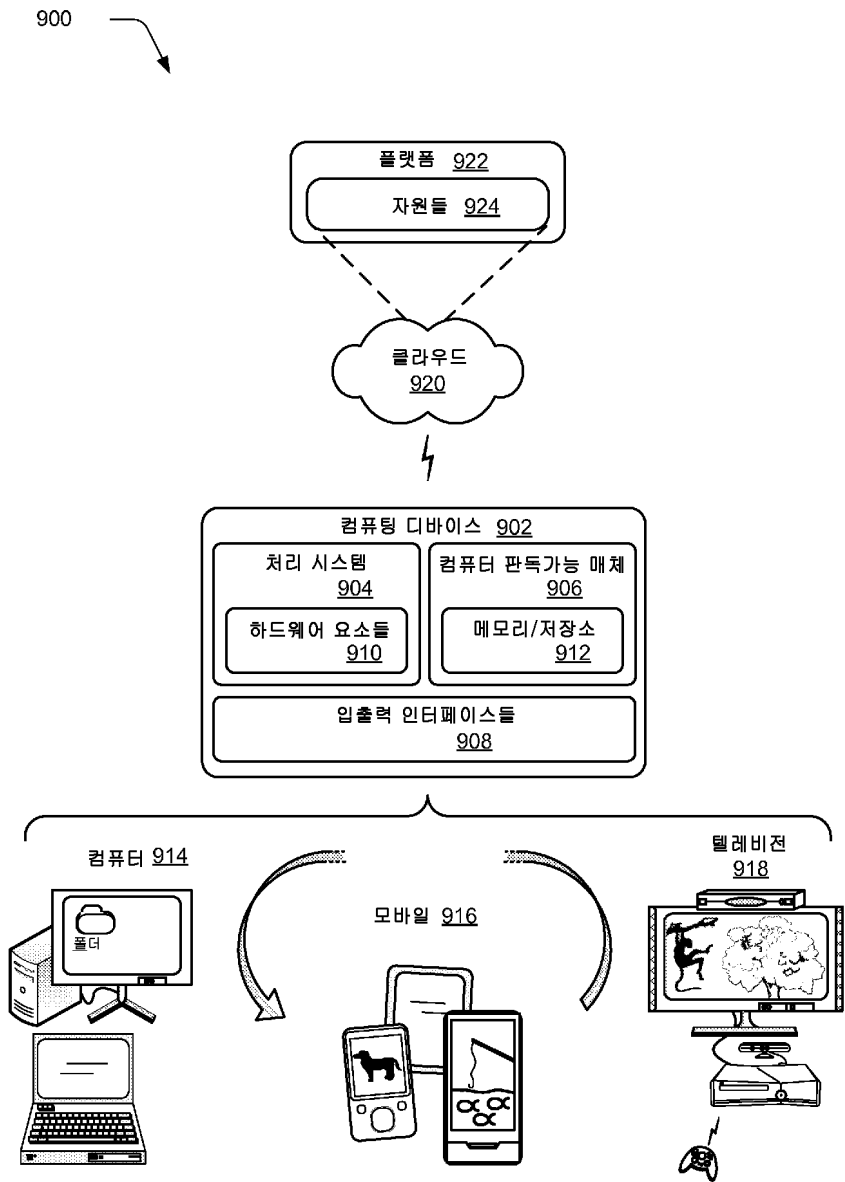 900
플랫폼 922
자원들 924
클라우드
920
컴퓨팅 디바이스 902
처리 시스템
904
하드웨어 요소들
910
컴퓨터 판독가능 매체
906
메모리/저장소
912
입출력 인터페이스들
908
컴퓨터 914
폴더
모바일 916
텔레비전
918